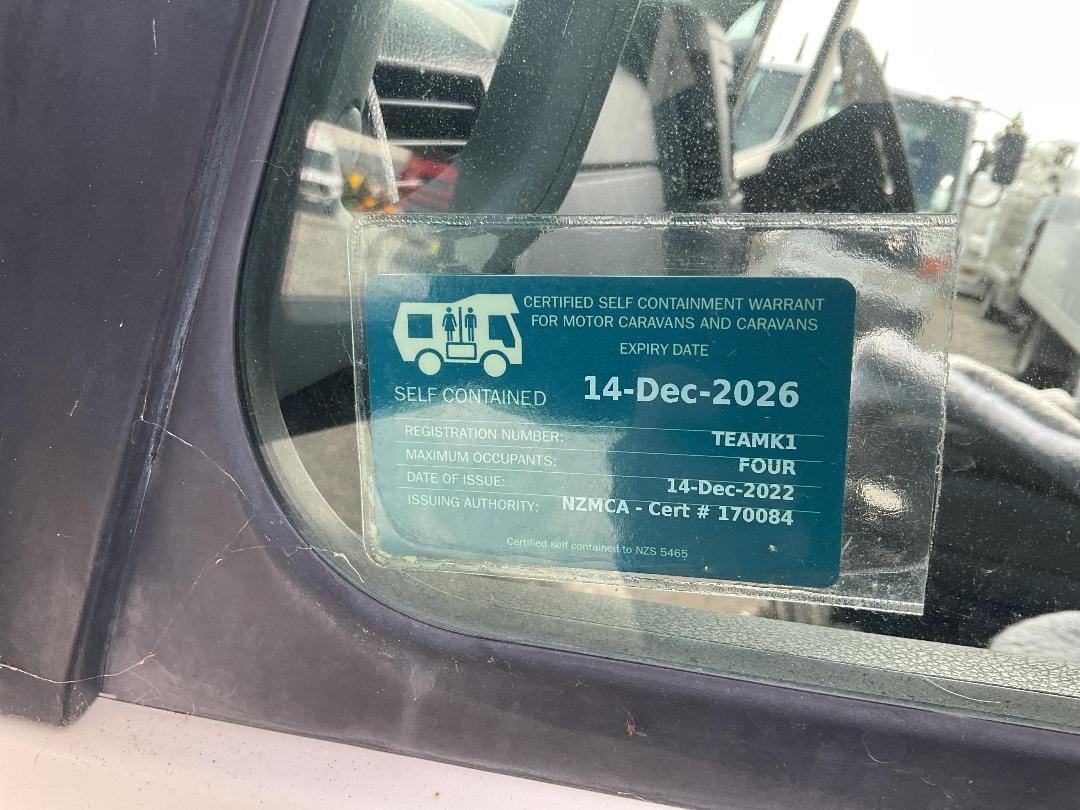 CERTIFIED SELF CONTAINMENT WARRANT
FOR MOTOR CARAVANS AND CARAVANS
EXPIRY DATE
14-Dec-2026
SELF CONTAINED
REGISTRATION NUMBER: TEAMK1
MAXIMUM OCCUPANTS: FOUR
DATE OF ISSUE: 14-Dec-2022
ISSUING AUTHORITY: NZMCA - Cert # 170084
Certified self contained to NZS 5465